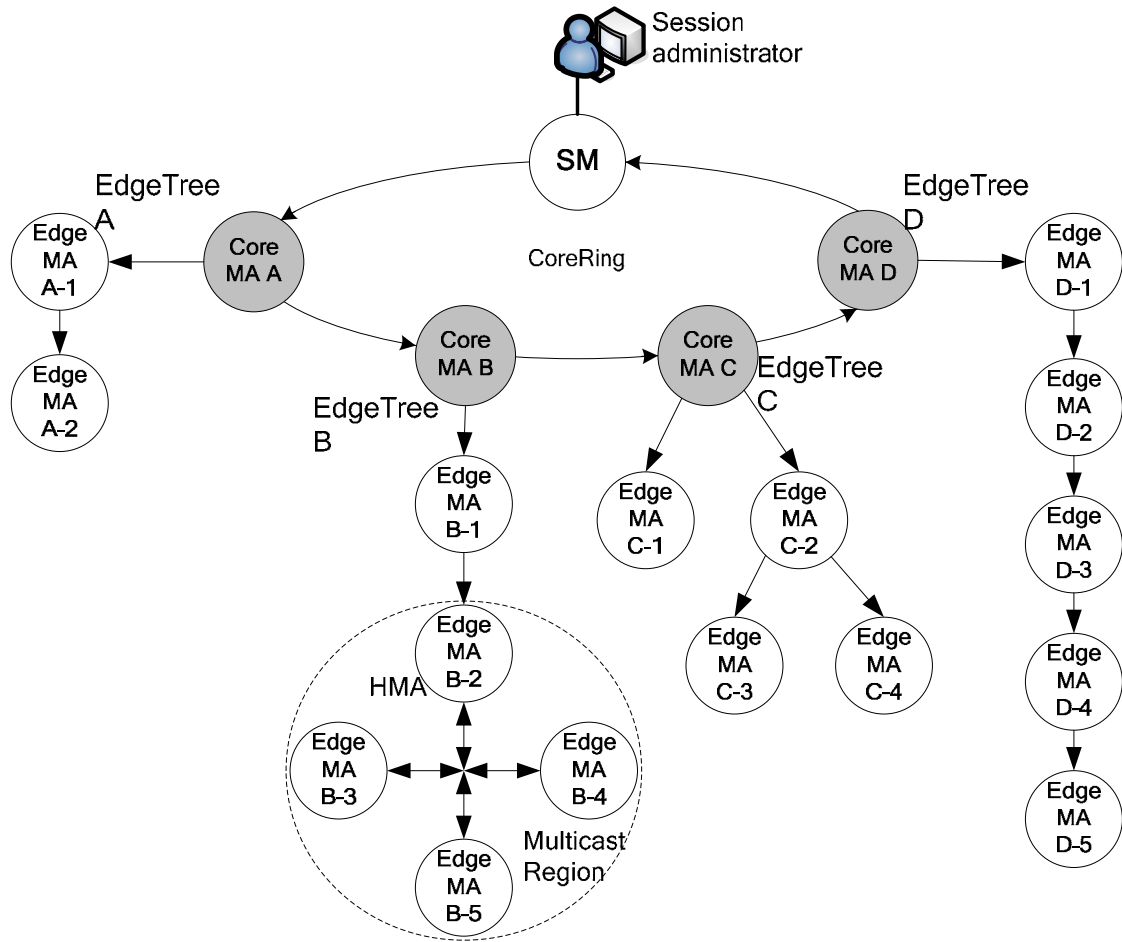 Session
administrator
SM
EdgeTree
A
EdgeTree
D
Edge
MA
A-1
Core
MA A
CoreRing
Core
MA D
Edge
MA
D-1
Core
MA B
Core
MA C
EdgeTree
C
Edge
MA
A-2
EdgeTree
B
Edge
MA
D-2
Edge
MA
B-1
Edge
MA
C-1
Edge
MA
C-2
Edge
MA
D-3
Edge
MA
B-2
HMA
Edge
MA
C-3
Edge
MA
C-4
Edge
MA
D-4
Edge
MA
B-3
Edge
MA
B-4
Edge
MA
D-5
Multicast
Region
Edge
MA
B-5